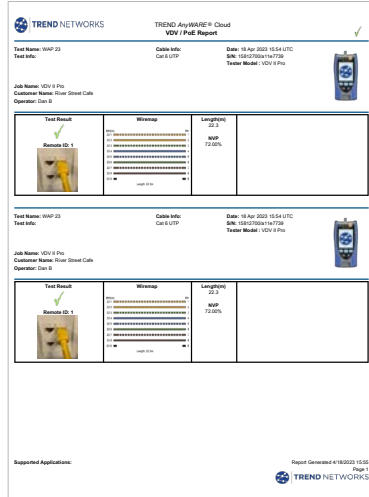 TREND NETWORKS
TREND AnyWARE® Cloud
VDV / PoE Report
Test Name: WAP 23
Test Info:
Cable Info:
Cat 6 UTP
Date: 18 Apr 2023 15:54 UTC
S/N: 15812700/a11e7739
Tester Model : VDV II Pro
Job Name: VDV II Pro
Customer Name: River Street Cafe
Operator: Dan B
Test Result
Remote ID: 1
Wiremap
Length(m)
22.3
NVP
72.00%
Test Name: WAP 23
Test Info:
Cable Info:
Cat 6 UTP
Date: 18 Apr 2023 15:54 UTC
S/N: 15812700/a11e7739
Tester Model : VDV II Pro
Job Name: VDV II Pro
Customer Name: River Street Cafe
Operator: Dan B
Test Result
Remote ID: 1
Wiremap
Length(m)
22.3
NVP
72.00%
Supported Applications:
Report Generated 4/18/2023 15:55
Page 1
TREND NETWORKS